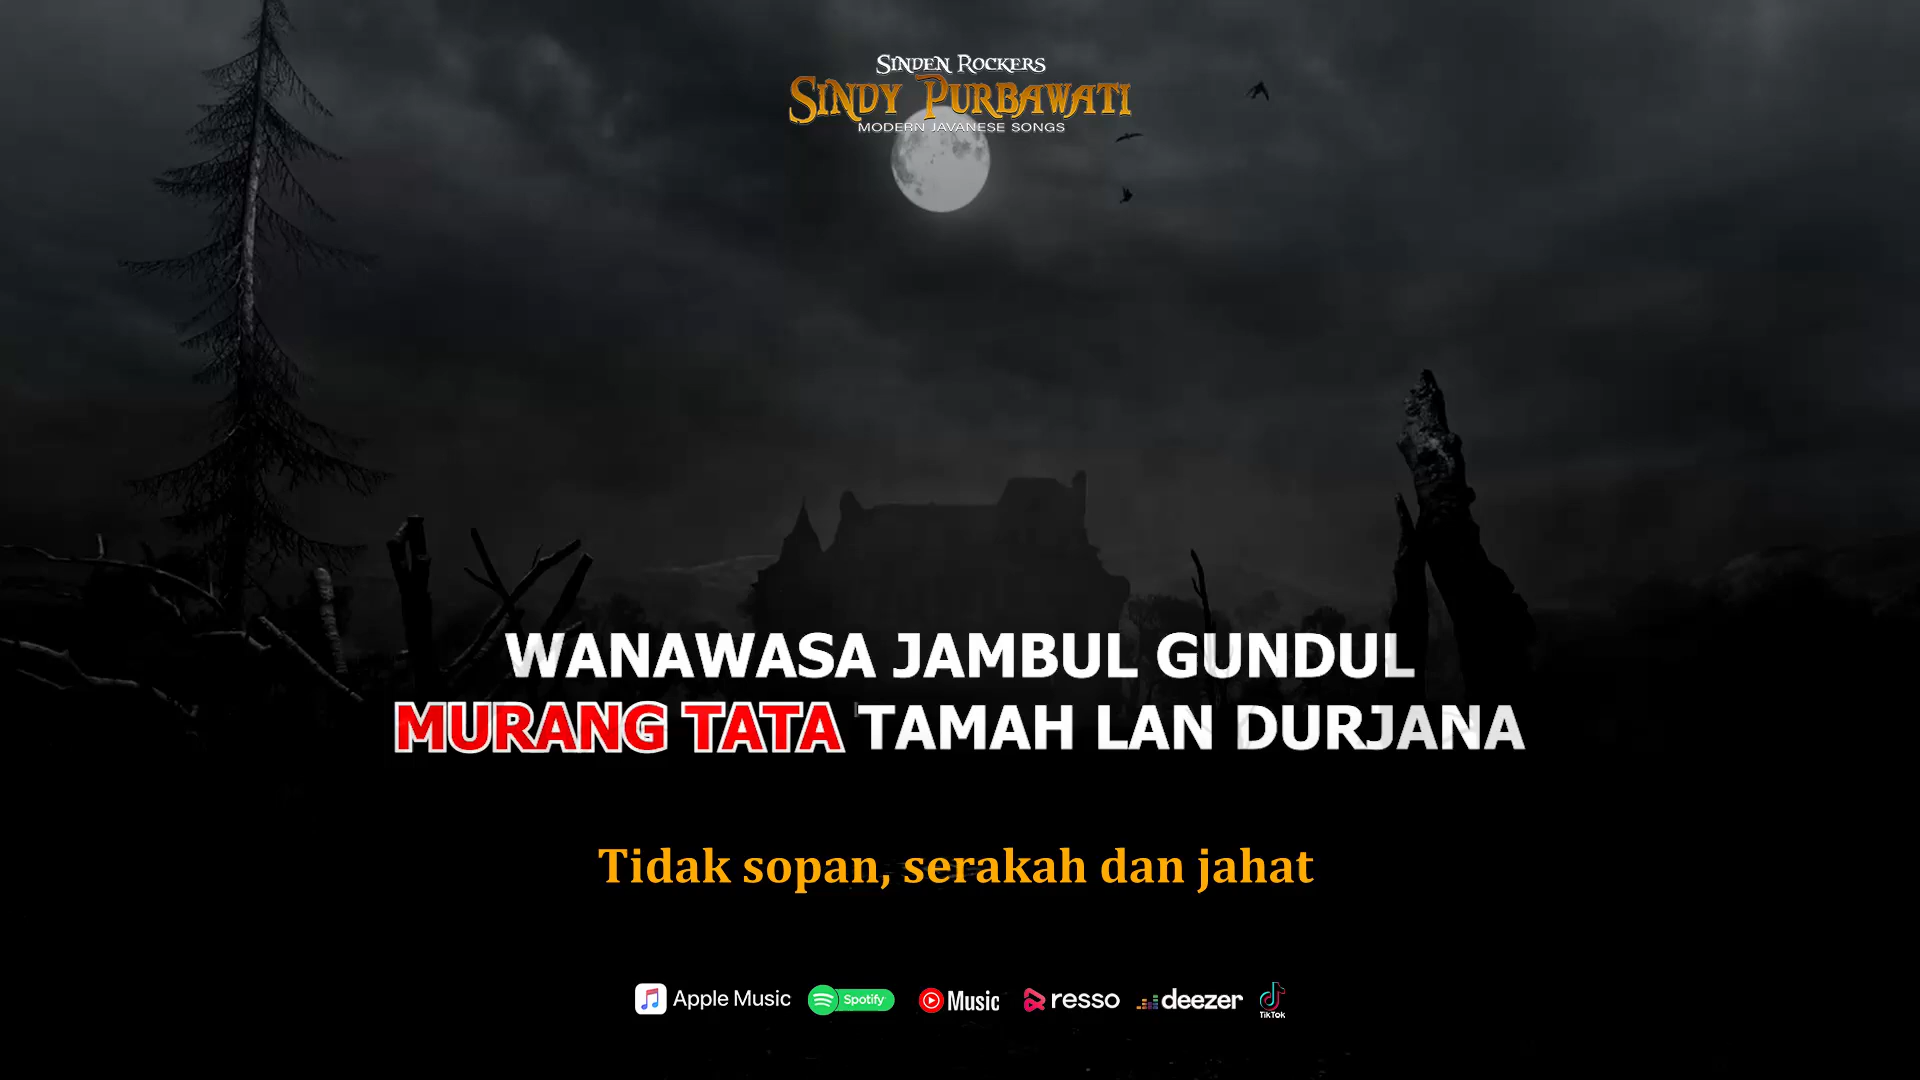 SINDEN ROCKERS
SINDY PURBAWATI
MODERN JAVANESE SONGS
WANAWASA JAMBUL GUNDUL
MURANG TATA TAMAH LAN DURJANA
Tidak sopan, serakah dan jahat
Apple Music Spotify Music resso deezer TikTok